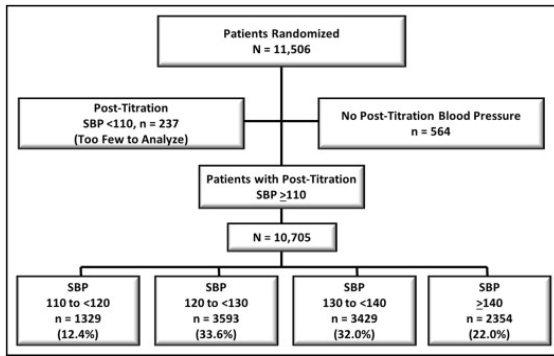 Patients Randomized
N = 11,506
Post-Titration
SBP <110, n = 237
(Too Few to Analyze)
No Post-Titration Blood Pressure
n = 564
Patients with Post-Titration
SBP ≥110
N = 10,705
SBP
110 to <120
n = 1329
(12.4%)
SBP
120 to <130
n = 3593
(33.6%)
SBP
130 to <140
n = 3429
(32.0%)
SBP
≥140
n = 2354
(22.0%)